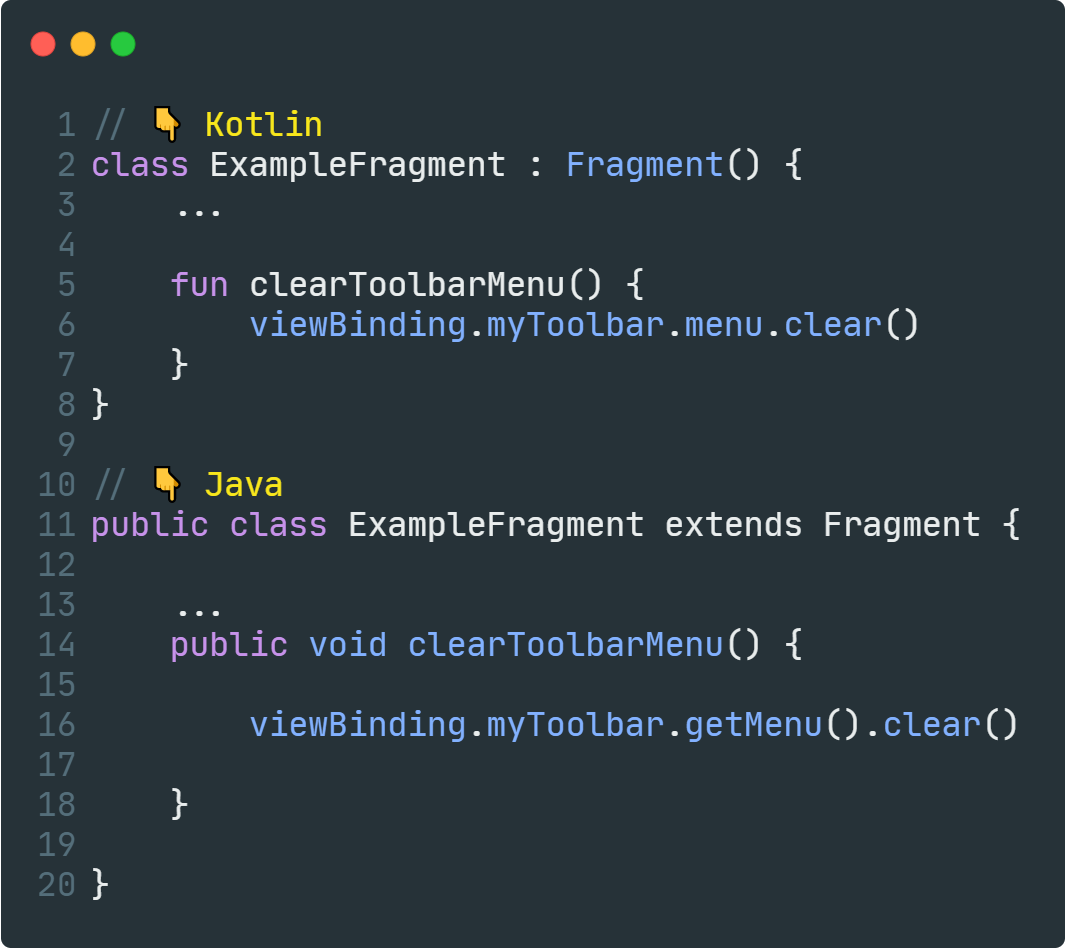 1 // 👇 Kotlin
2 class ExampleFragment : Fragment() {
3     ...
4
5     fun clearToolbarMenu() {
6         viewBinding.myToolbar.menu.clear()
7     }
8 }
9
10 // 👇 Java
11 public class ExampleFragment extends Fragment {
12
13     ...
14     public void clearToolbarMenu() {
15
16         viewBinding.myToolbar.getMenu().clear()
17
18     }
19
20 }